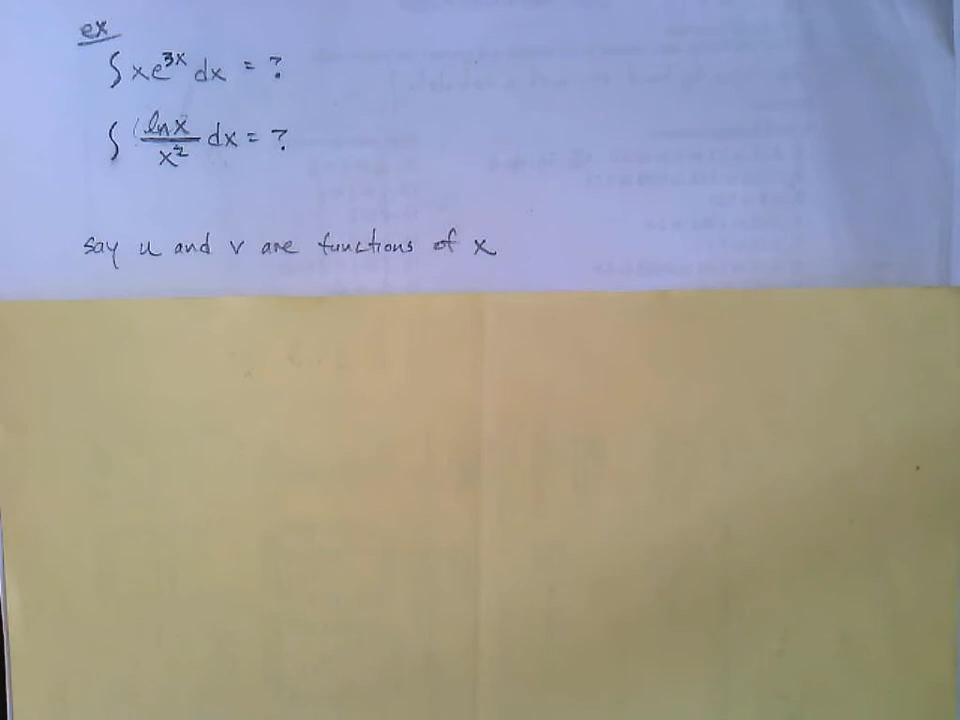 ex
∫ xe^{3x} dx = ?
∫ (ln x / x² dx = ?
say u and v are functions of x